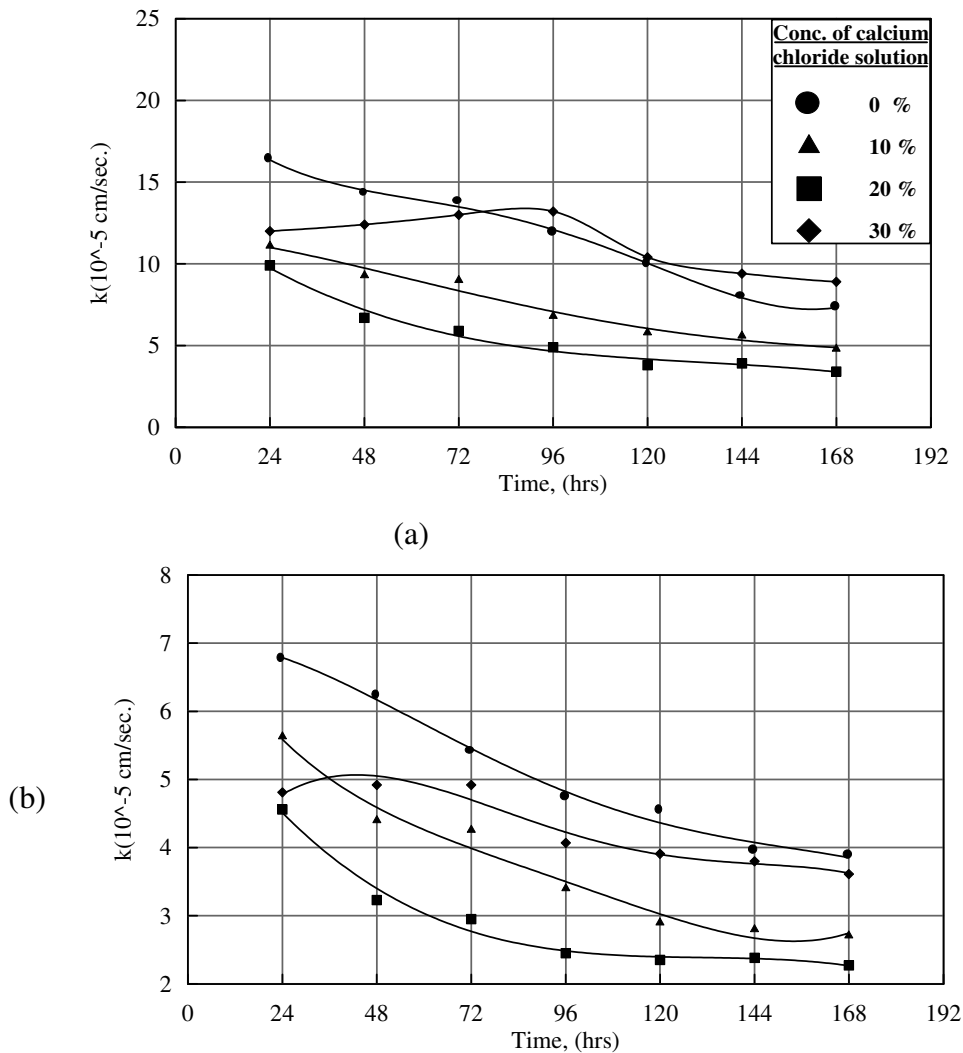 Conc. of calcium
chloride solution
0 %
10 %
20 %
30 %
25
20
15
10
5
0
k(10^-5 cm/sec.)
0 24 48 72 96 120 144 168 192
Time, (hrs)
(a)
8
7
6
5
4
3
2
k(10^-5 cm/sec.)
(b)
0 24 48 72 96 120 144 168 192
Time, (hrs)